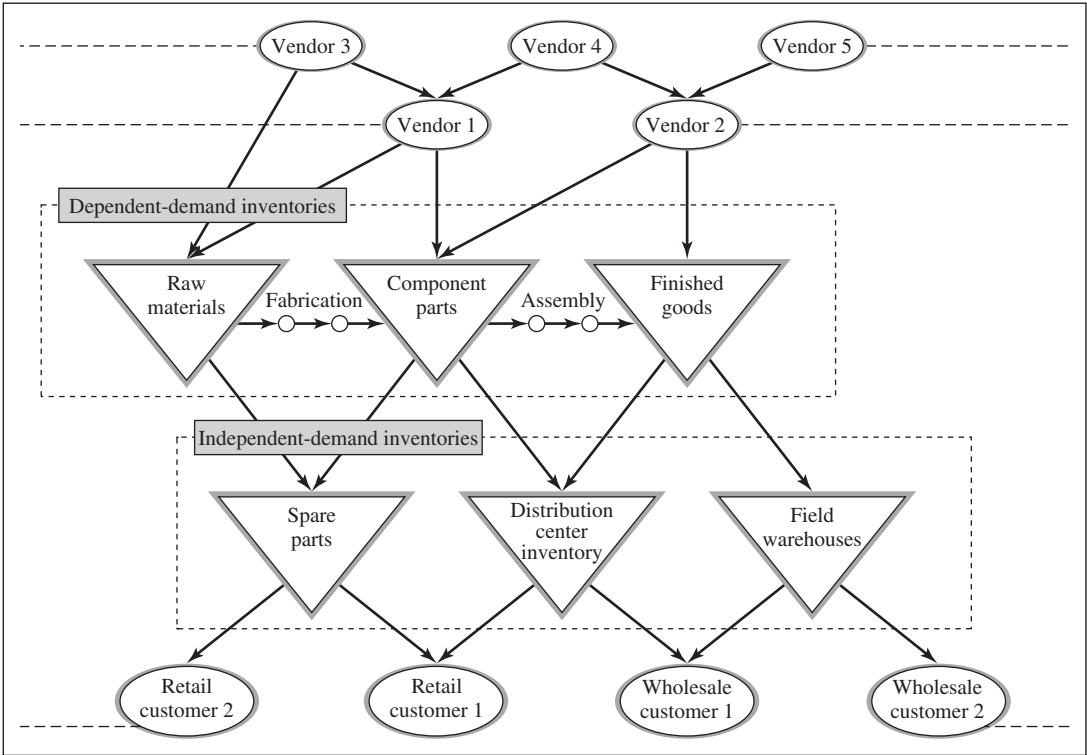 Vendor 3
Vendor 4
Vendor 5
Vendor 1
Vendor 2
Dependent-demand inventories
Raw
materials
Fabrication
Component
parts
Assembly
Finished
goods
Independent-demand inventories
Spare
parts
Distribution
center
inventory
Field
warehouses
Retail
customer 2
Retail
customer 1
Wholesale
customer 1
Wholesale
customer 2